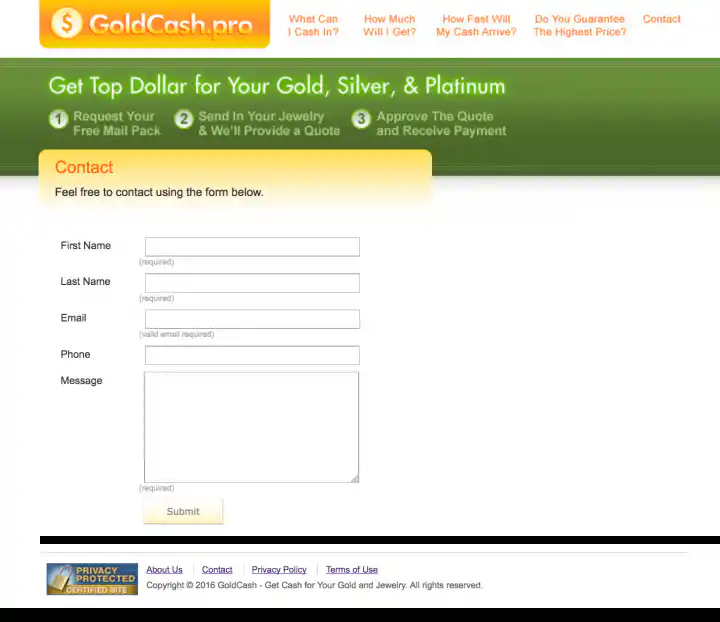 $ GoldCash.pro
What Can
I Cash In?
How Much
Will I Get?
How Fast Will
My Cash Arrive?
Do You Guarantee
The Highest Price?
Contact
Get Top Dollar for Your Gold, Silver, & Platinum
1 Request Your
Free Mail Pack
2 Send In Your Jewelry
& We'll Provide a Quote
3 Approve The Quote
and Receive Payment
Contact
Feel free to contact using the form below.
First Name
(required)
Last Name
(required)
Email
(valid email required)
Phone
Message
(required)
Submit
PRIVACY
PROTECTED
CERTIFIED SITE
About Us
Contact
Privacy Policy
Terms of Use
Copyright © 2016 GoldCash - Get Cash for Your Gold and Jewelry. All rights reserved.